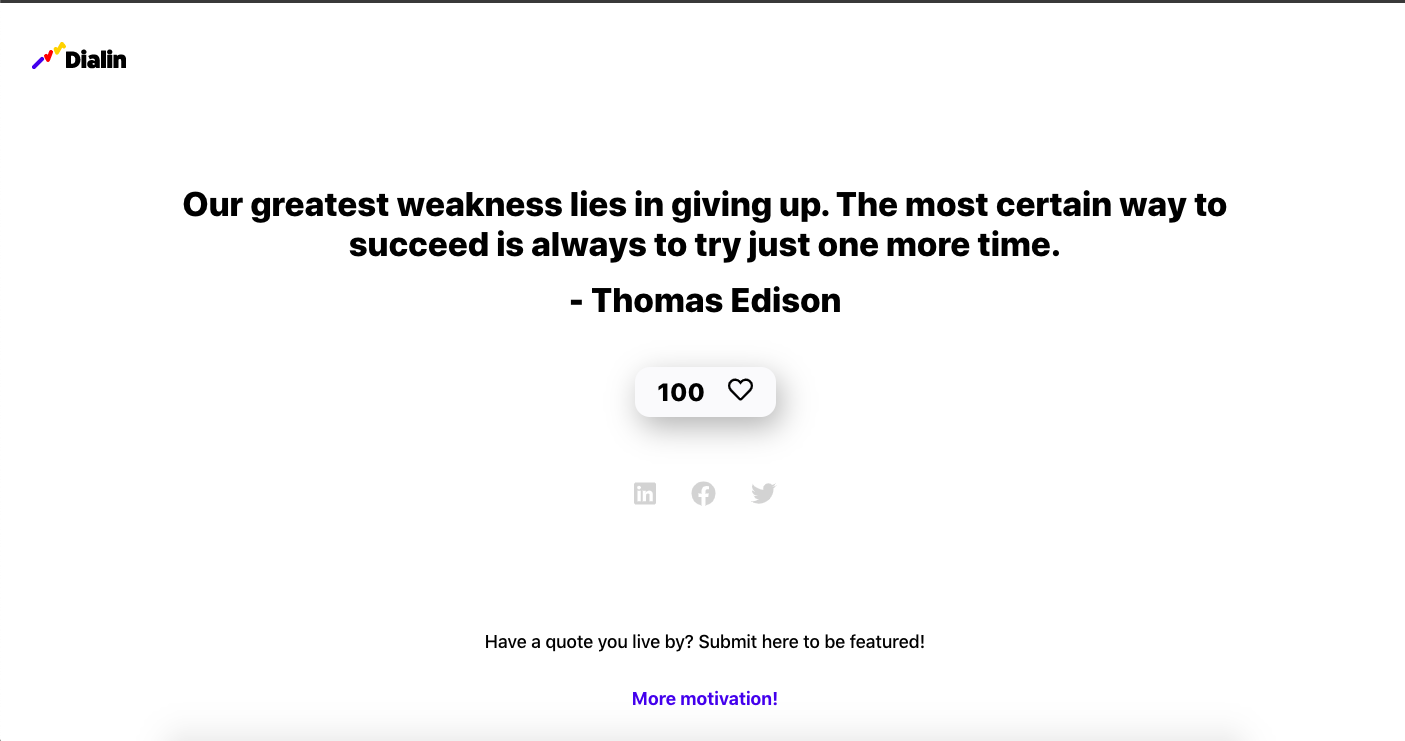 Dialin
Our greatest weakness lies in giving up. The most certain way to
succeed is always to try just one more time.
- Thomas Edison
100
Have a quote you live by? Submit here to be featured!
More motivation!